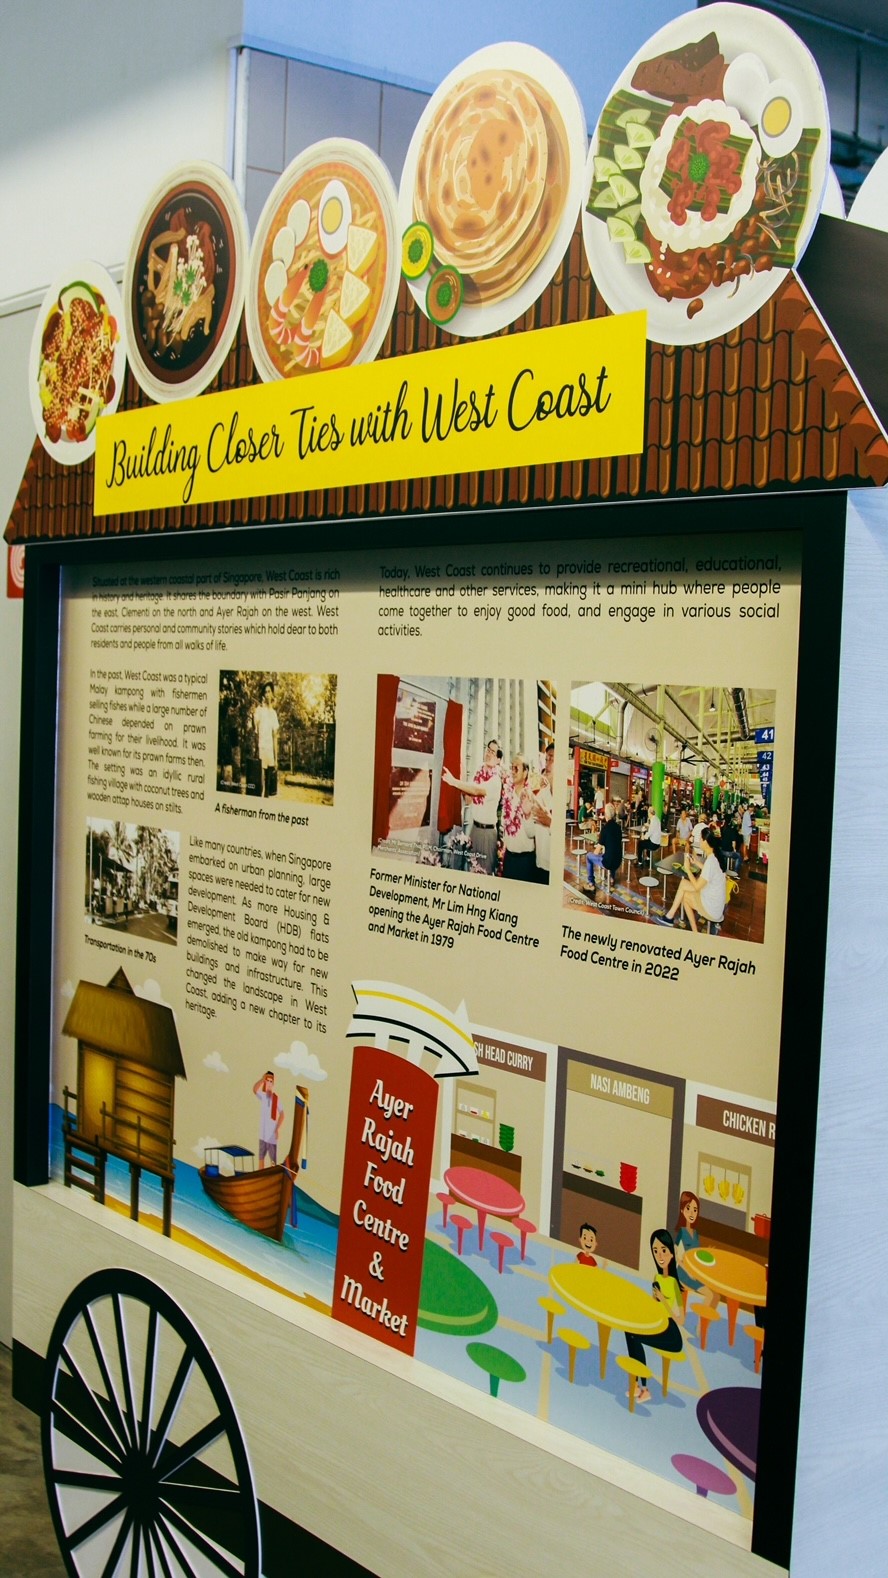 Building Closer Ties with West Coast
Situated at the western coastal part of Singapore, West Coast is rich
in history and heritage. It shares the boundary with Pasir Panjang on
the east, Clementi on the north and Ayer Rajah on the west. West
Coast carries personal and community stories which hold dear to both
residents and people from all walks of life.
In the past, West Coast was a typical
Malay kampong with fishermen
selling fishes while a large number of
Chinese depended on prawn
farming for their livelihood. It was
well known for its prawn farms then.
The setting was an idyllic rural
fishing village with coconut trees and
wooden attap houses on stilts.
A fisherman from the past
Transportation in the 70s
Like many countries, when Singapore
embarked on urban planning, large
spaces were needed to cater for new
development. As more Housing &
Development Board (HDB) flats
emerged, the old kampong had to be
demolished to make way for new
buildings and infrastructure. This
changed the landscape in West
Coast, adding a new chapter to its
heritage.
Today, West Coast continues to provide recreational, educational,
healthcare and other services, making it a mini hub where people
come together to enjoy good food, and engage in various social
activities.
Former Minister for National
Development, Mr Lim Hng Kiang
opening the Ayer Rajah Food Centre
and Market in 1979
41
42
43
(Credit: West Coast Town Council)
The newly renovated Ayer Rajah
Food Centre in 2022
Ayer
Rajah
Food
Centre
&
Market
SH HEAD CURRY
NASI AMBENG
CHICKEN R